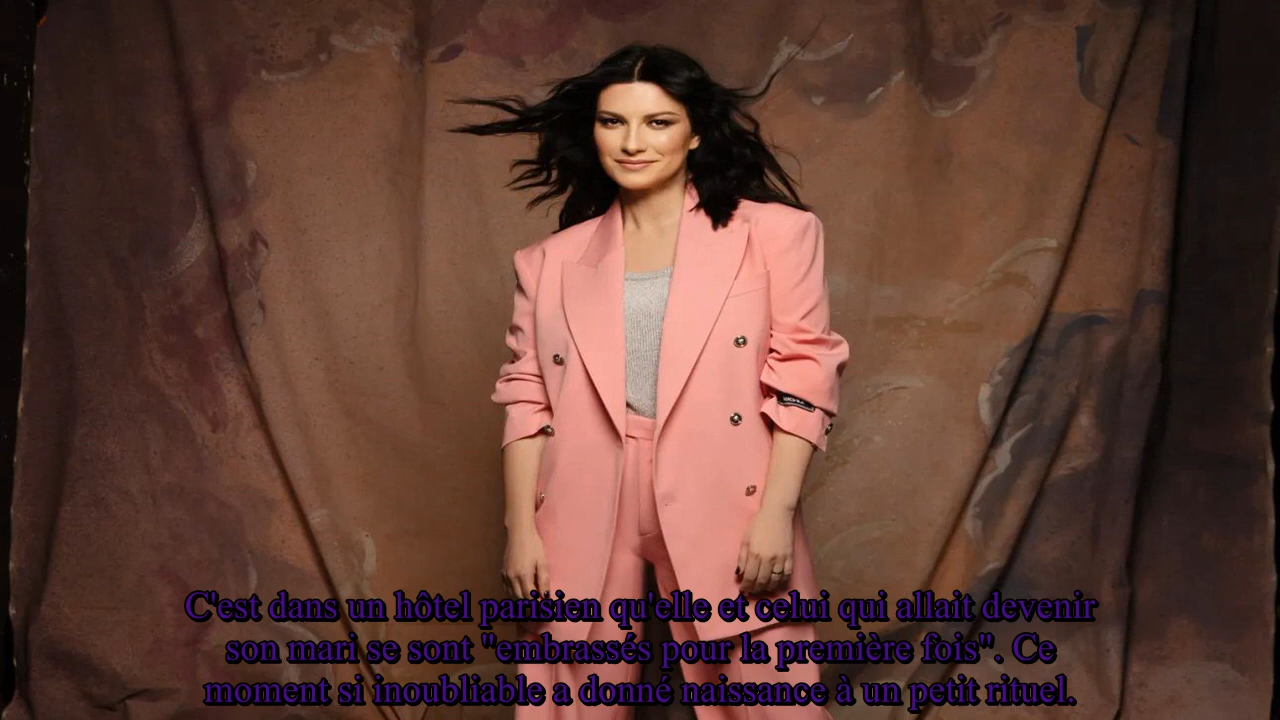 C'est dans un hôtel parisien qu'elle et celui qui allait devenir
son mari se sont "embrassés pour la première fois". Ce
moment si inoubliable a donné naissance à un petit rituel.